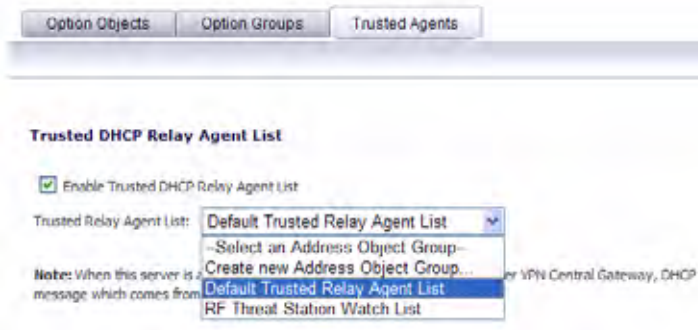 Option Objects
Option Groups
Trusted Agents
Trusted DHCP Relay Agent List
Enable Trusted DHCP Relay Agent List
Trusted Relay Agent List:
Default Trusted Relay Agent List
--Select an Address Object Group--
Create new Address Object Group...
Default Trusted Relay Agent List
RF Threat Station Watch List
Note: When this server is er VPN Central Gateway, DHCP
message which comes from